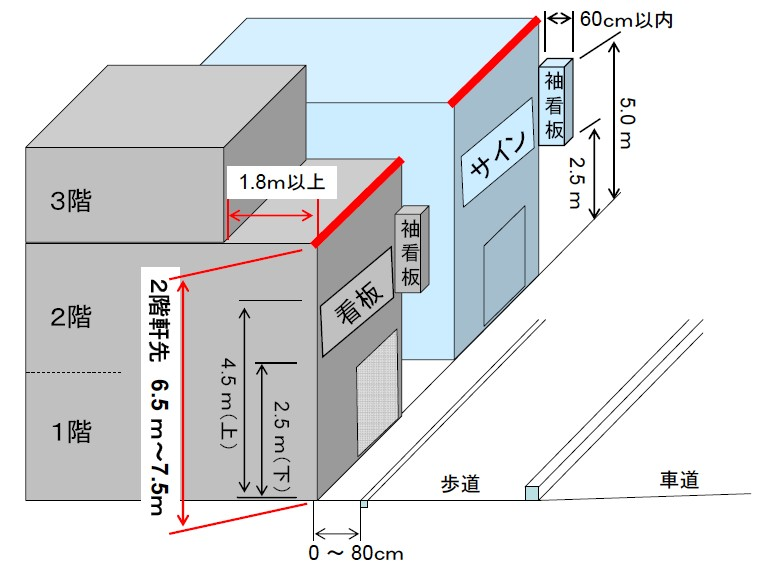 60cm以内
袖看板
5.0m
2.5m
サイン
3階
1.8m以上
袖看板
看板
2階
2階軒先 6.5m～7.5m
4.5m(上)
2.5m(下)
1階
歩道
車道
0 ～ 80cm